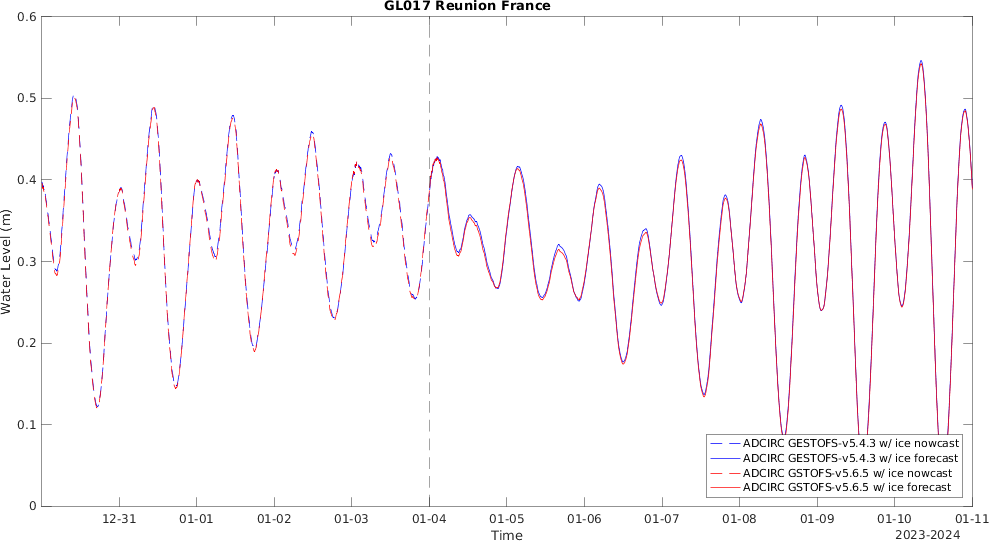 GL017 Reunion France
0.6
0.5
0.4
0.3
0.2
0.1
0
Water Level (m)
ADCIRC GESTOFS-v5.4.3 w/ ice nowcast
ADCIRC GESTOFS-v5.4.3 w/ ice forecast
ADCIRC GSTOFS-v5.6.5 w/ ice nowcast
ADCIRC GSTOFS-v5.6.5 w/ ice forecast
12-31 01-01 01-02 01-03 01-04 01-05 01-06 01-07 01-08 01-09 01-10 01-11
Time
2023-2024